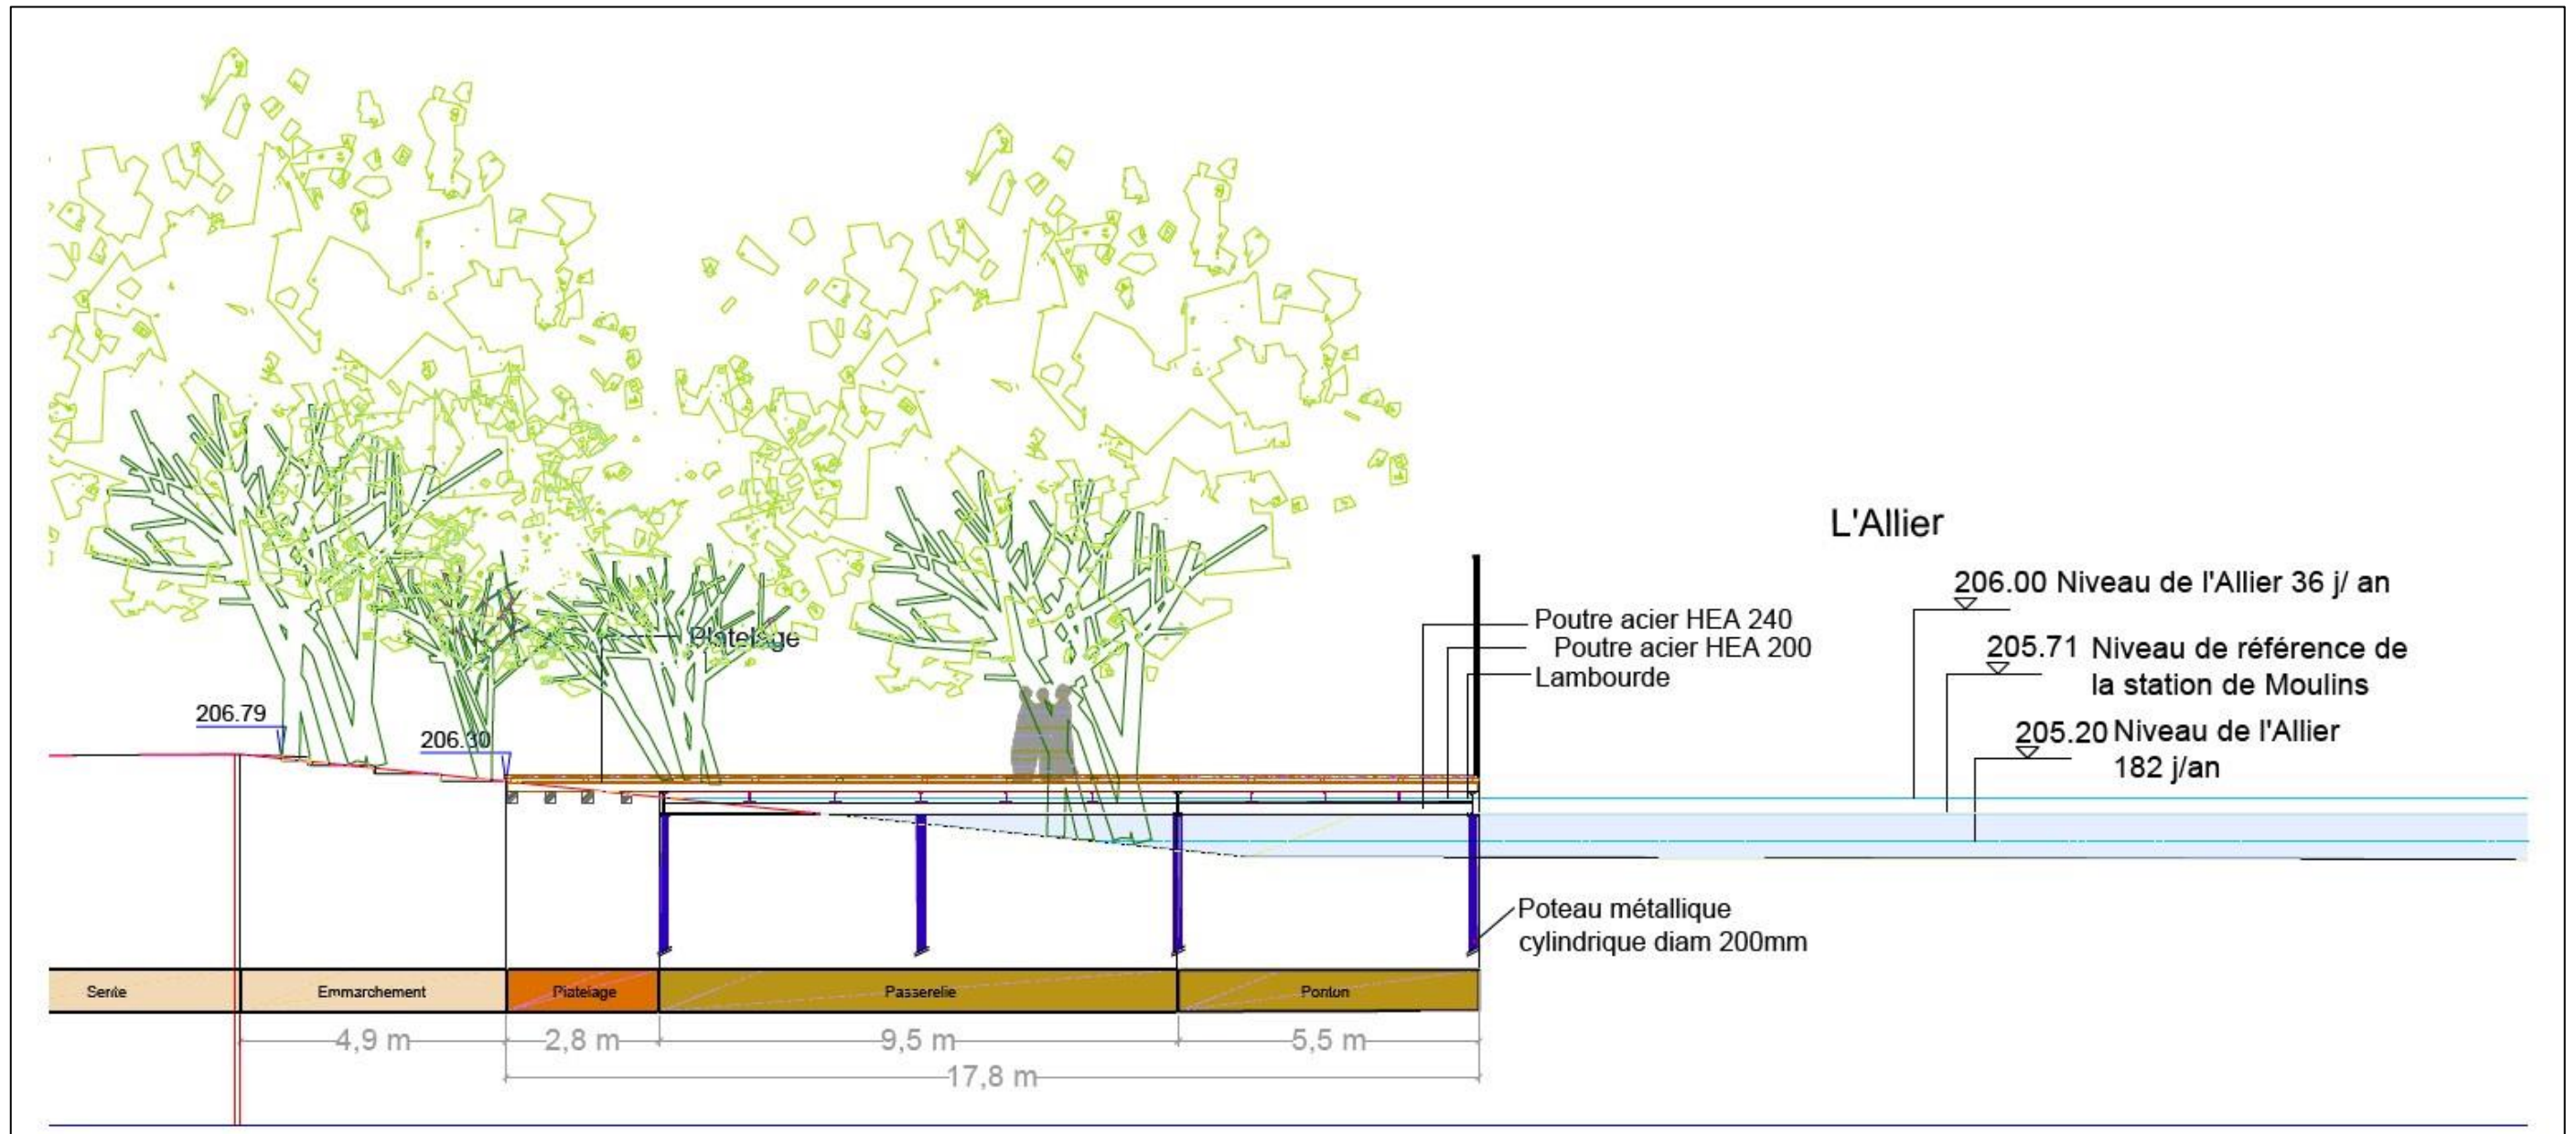 L'Allier
206.00 Niveau de l'Allier 36 j/ an
Poutre acier HEA 240
Poutre acier HEA 200
Lambourde
205.71 Niveau de référence de
la station de Moulins
Platelage
206.79
206.30
205.20 Niveau de l'Allier
182 j/an
Poteau métallique
cylindrique diam 200mm
Sente
Emmarchement
Platelage
Passerelle
Ponton
4,9 m
2,8 m
9,5 m
5,5 m
17,8 m